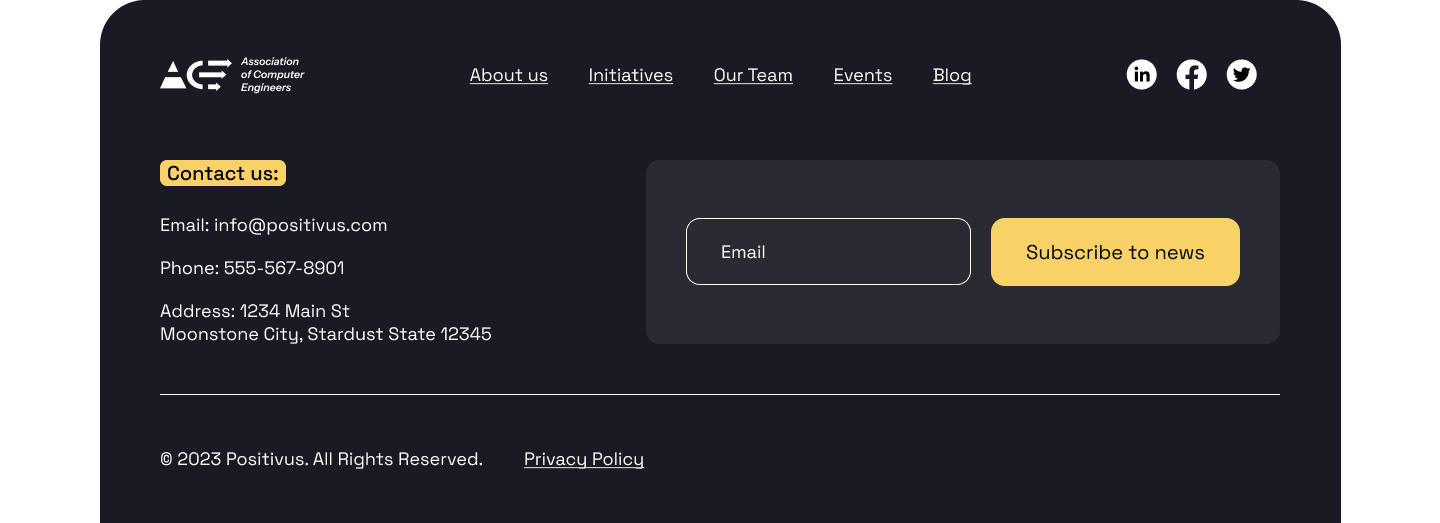 Association
of Computer
Engineers
About us
Initiatives
Our Team
Events
Blog
Contact us:
Email: info@positivus.com
Phone: 555-567-8901
Address: 1234 Main St
Moonstone City, Stardust State 12345
Email
Subscribe to news
© 2023 Positivus. All Rights Reserved.
Privacy Policy